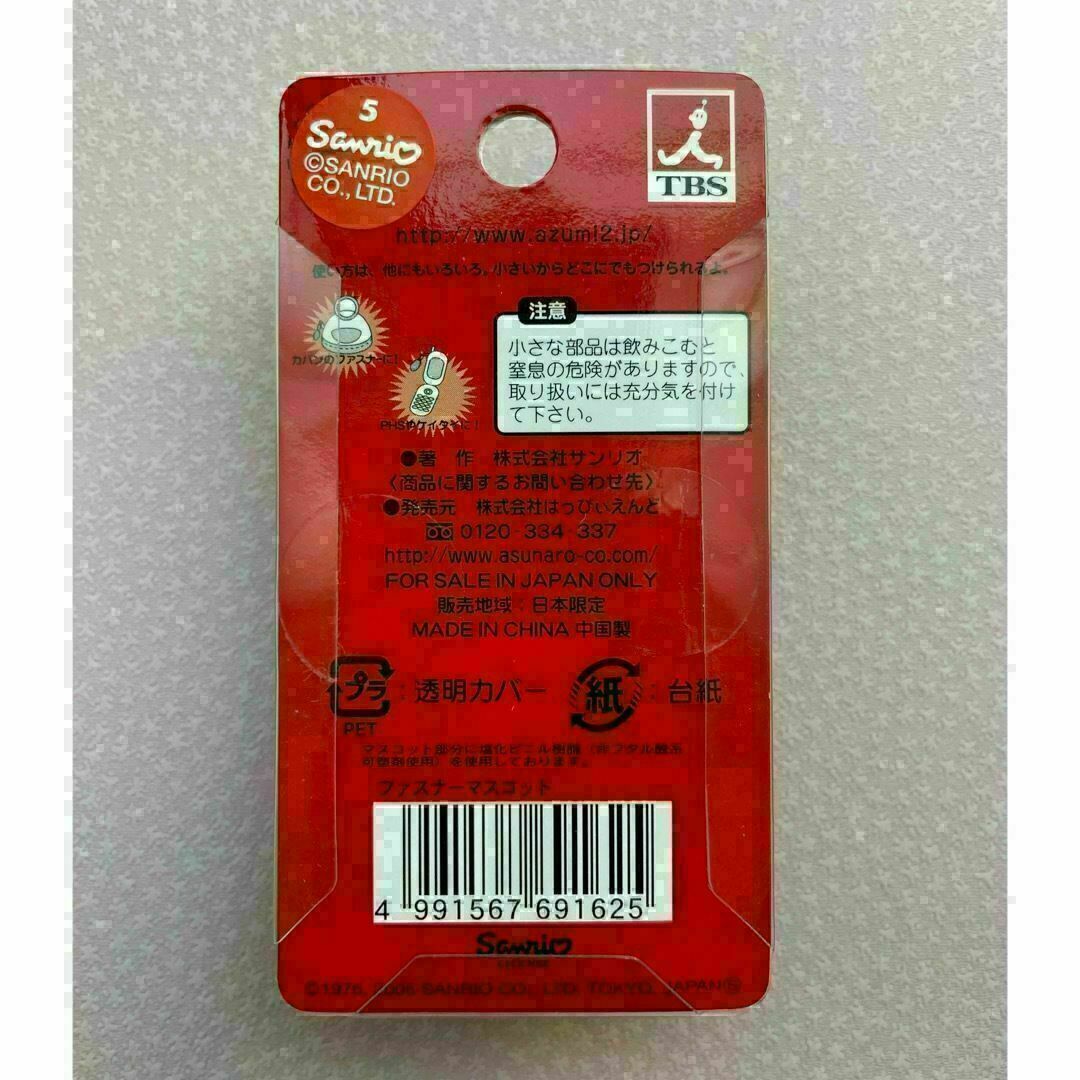 5
Sanrio
©SANRIO
CO., LTD.
TBS
http://www.azumi2.jp/
使い方は、他にもいろいろ。小さいからどこにでもつけられるよ。
カバンのファスナーに!
PHSやケイタイに!
注意
小さな部品は飲みこむと
窒息の危険がありますので、
取り扱いには充分気を付け
て下さい。
●著 作 株式会社サンリオ
〈商品に関するお問い合わせ先〉
●発売元 株式会社はっぴぃえんど
0120-334-337
http://www.asunaro-co.com/
FOR SALE IN JAPAN ONLY
販売地域:日本限定
MADE IN CHINA 中国製
プラ:透明カバー
PET
紙:台紙
マスコット部分に塩化ビニル樹脂(非フタル酸系
可塑剤使用)を使用しております。
ファスナーマスコット
4 991567 691625
Sanrio
LICENSE
©1976, 2006 SANRIO CO., LTD. TOKYO, JAPAN Ⓢ